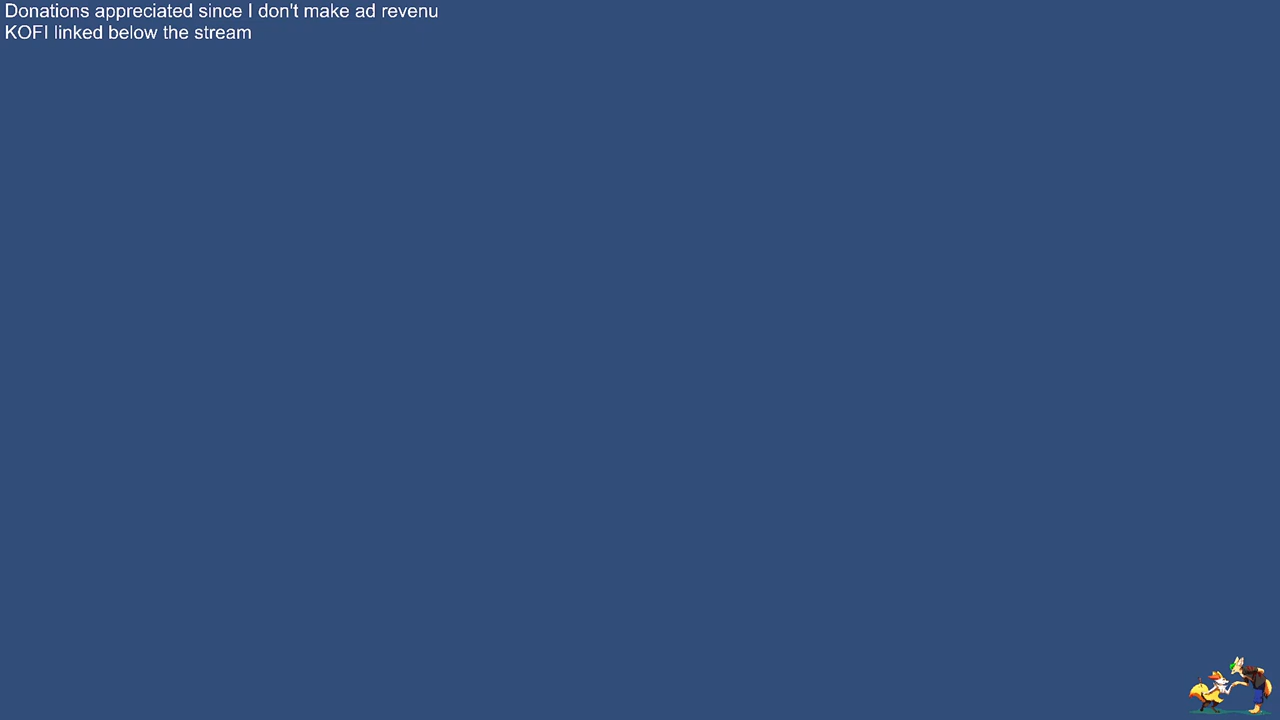 Donations appreciated since I don't make ad revenu
KOFI linked below the stream